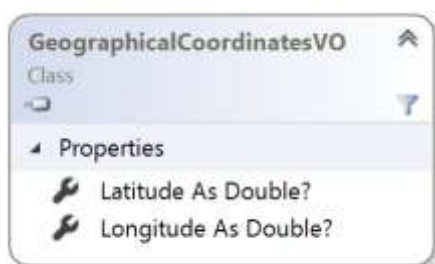 GeographicalCoordinatesVO
Class
Properties
Latitude As Double?
Longitude As Double?